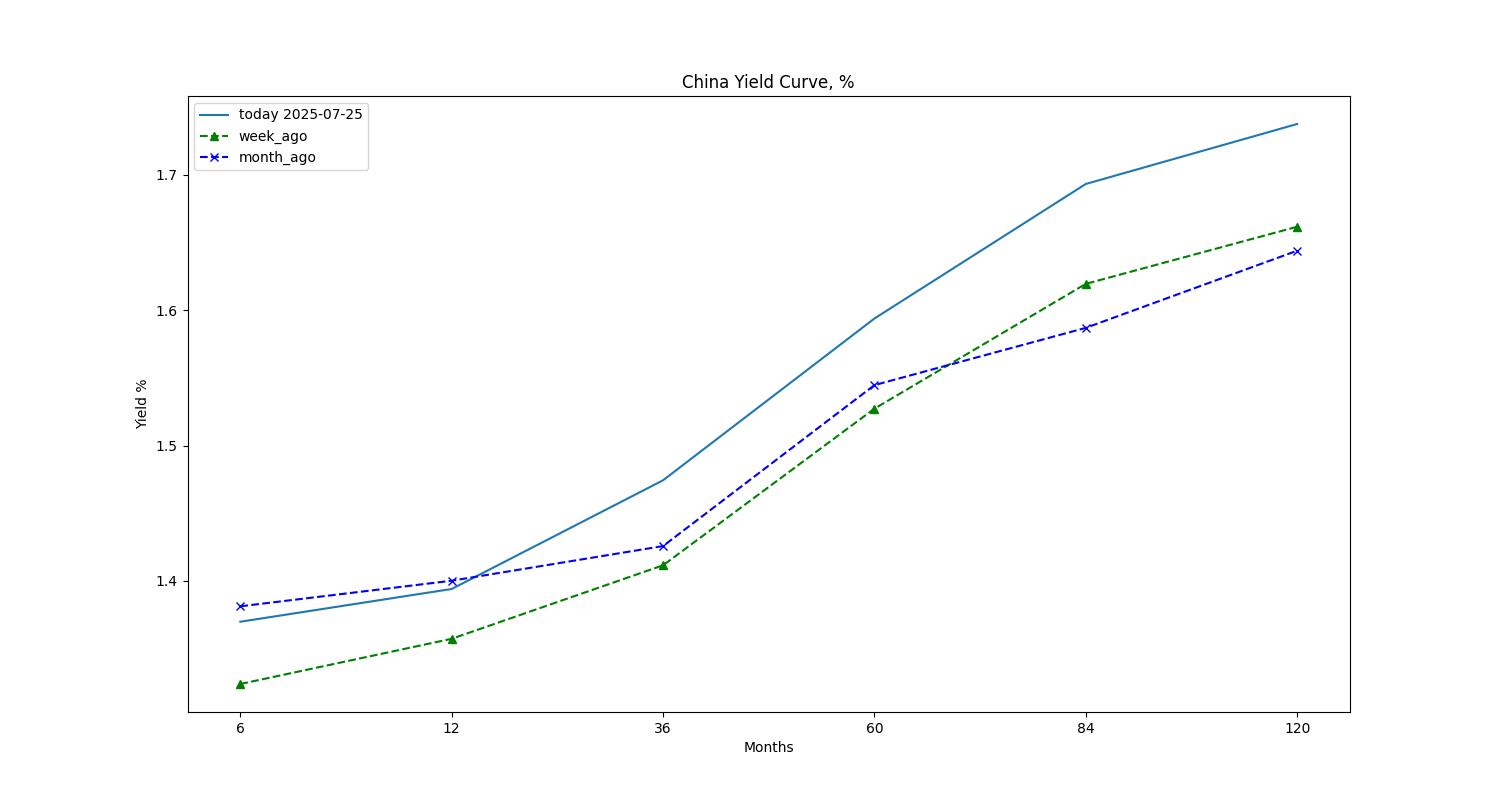 China Yield Curve, %
today 2025-07-25
week_ago
month_ago
1.7
1.6
1.5
1.4
Yield %
6 12 36 60 84 120
Months